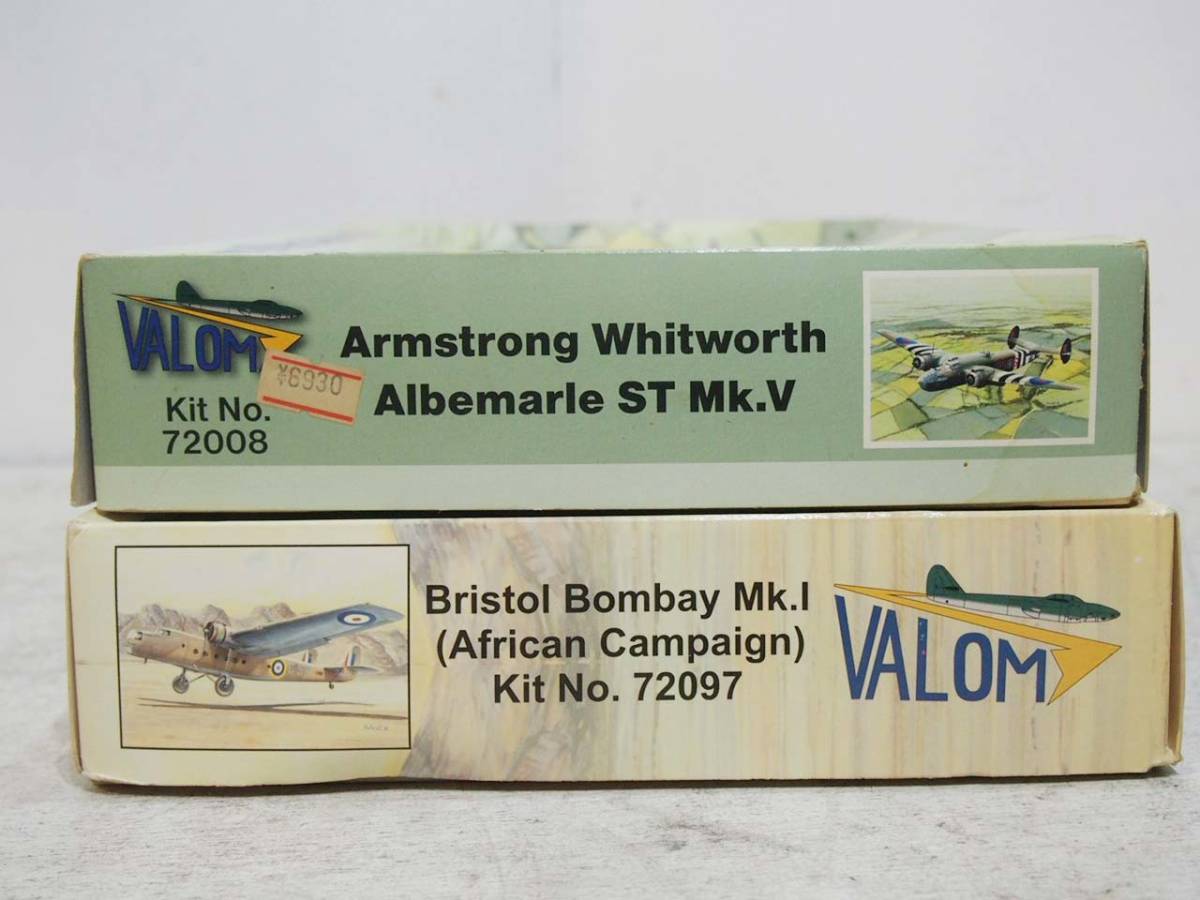 VALOM
¥6930
Kit No.
72008
Armstrong Whitworth
Albemarle ST Mk.V
Bristol Bombay Mk.I
(African Campaign)
Kit No. 72097
VALOM